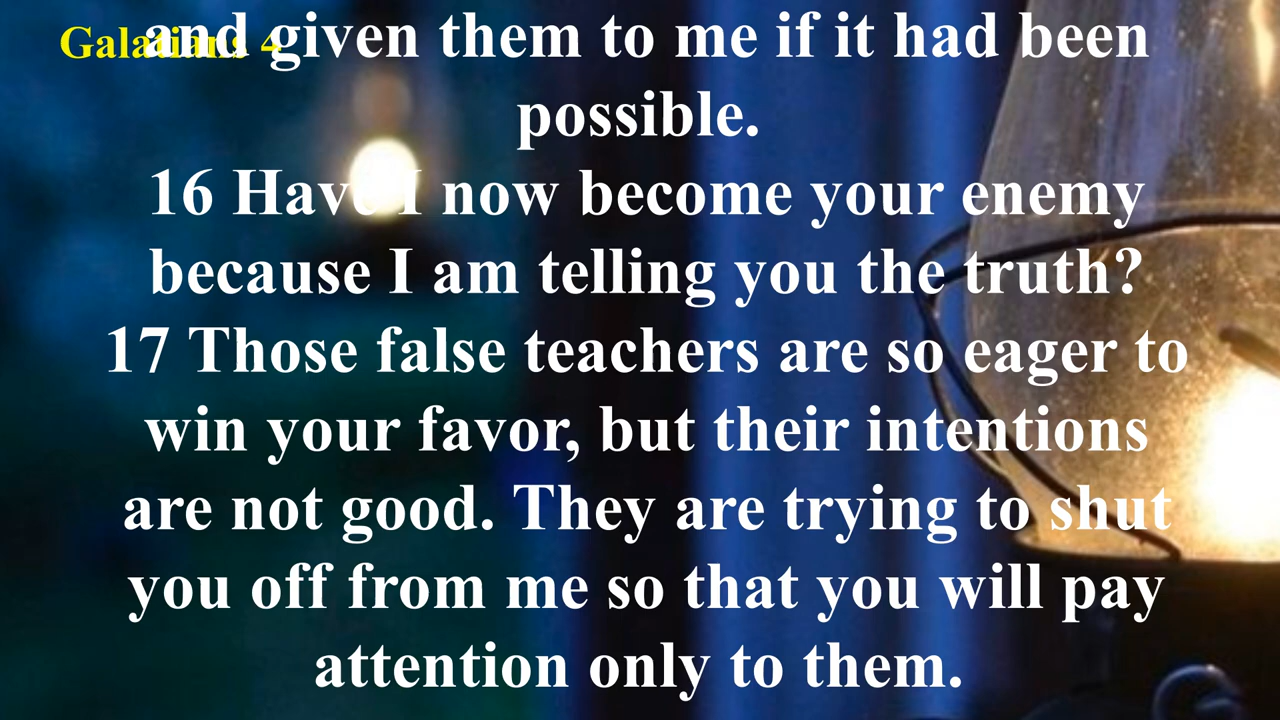 Galatians 4
and given them to me if it had been
possible.
16 Have I now become your enemy
because I am telling you the truth?
17 Those false teachers are so eager to
win your favor, but their intentions
are not good. They are trying to shut
you off from me so that you will pay
attention only to them.